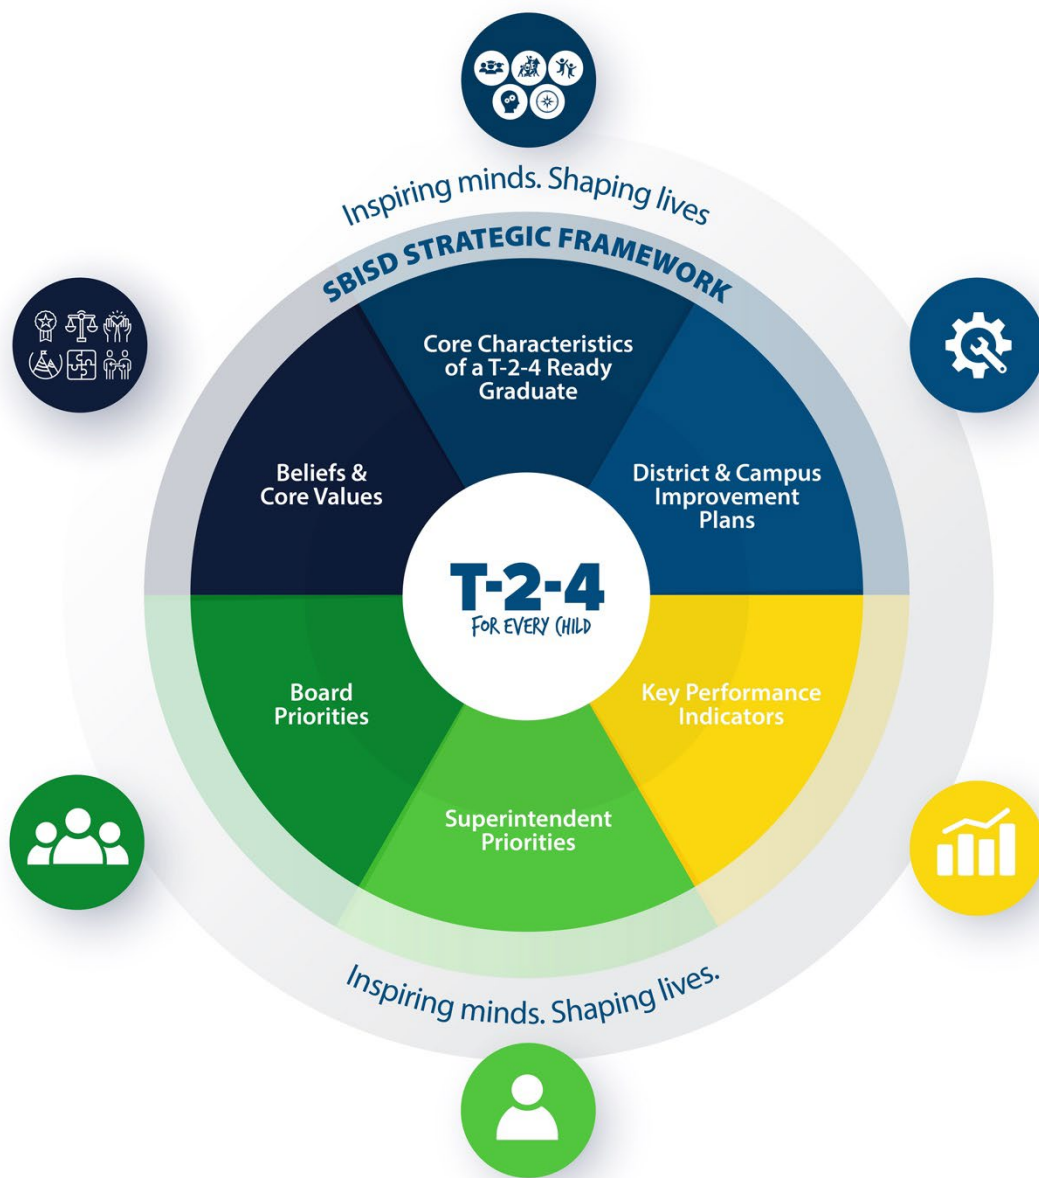 Inspiring minds. Shaping lives
SBISD STRATEGIC FRAMEWORK
Core Characteristics
of a T-2-4 Ready
Graduate
Beliefs &
Core Values
District & Campus
Improvement
Plans
T-2-4
FOR EVERY CHILD
Board
Priorities
Key Performance
Indicators
Superintendent
Priorities
Inspiring minds. Shaping lives.